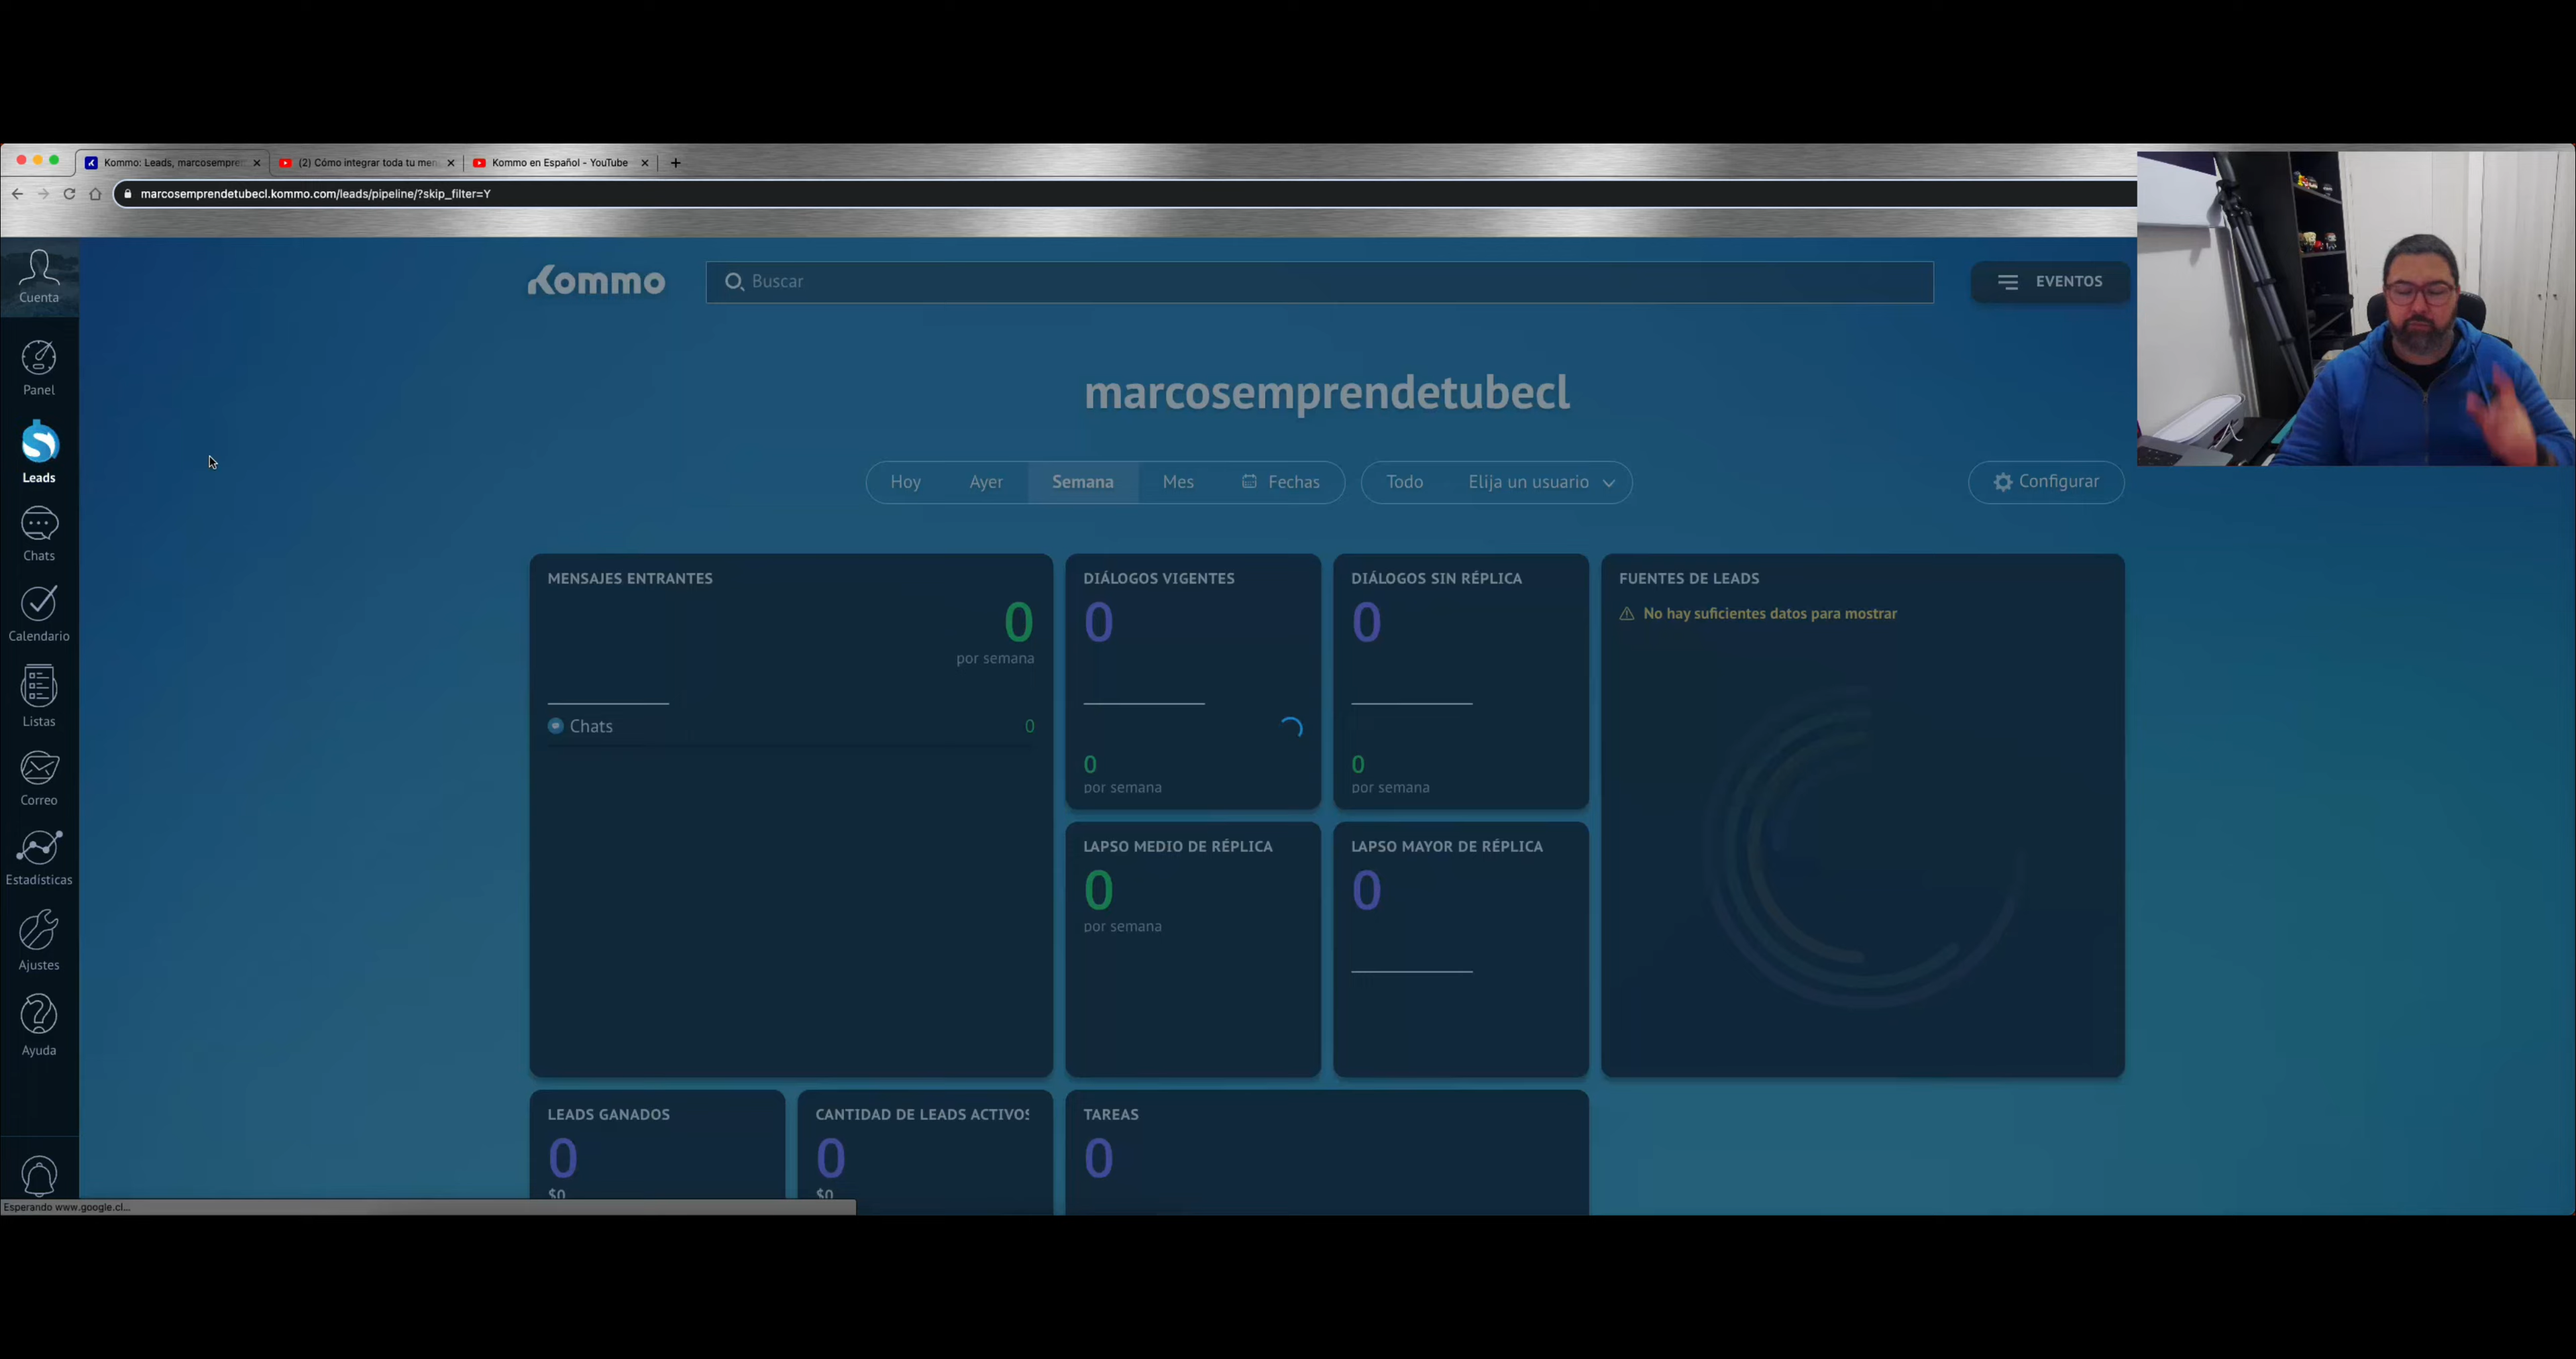 Kommo: Leads, marcosempre
(2) Cómo integrar toda tu men
Kommo en Español - YouTube
marcosemprendetubecl.kommo.com/leads/pipeline/?skip_filter=Y
Cuenta
Panel
Leads
Chats
Calendario
Listas
Correo
Estadísticas
Ajustes
Ayuda
Kommo
Buscar
EVENTOS
marcosemprendetubecl
Hoy Ayer Semana Mes Fechas Todo Elija un usuario Configurar
MENSAJES ENTRANTES
0
por semana
Chats 0
DIÁLOGOS VIGENTES
0
0
por semana
DIÁLOGOS SIN RÉPLICA
0
0
por semana
FUENTES DE LEADS
No hay suficientes datos para mostrar
LAPSO MEDIO DE RÉPLICA
0
por semana
LAPSO MAYOR DE RÉPLICA
0
LEADS GANADOS
0
$0
CANTIDAD DE LEADS ACTIVOS
0
$0
TAREAS
0
Esperando www.google.cl...